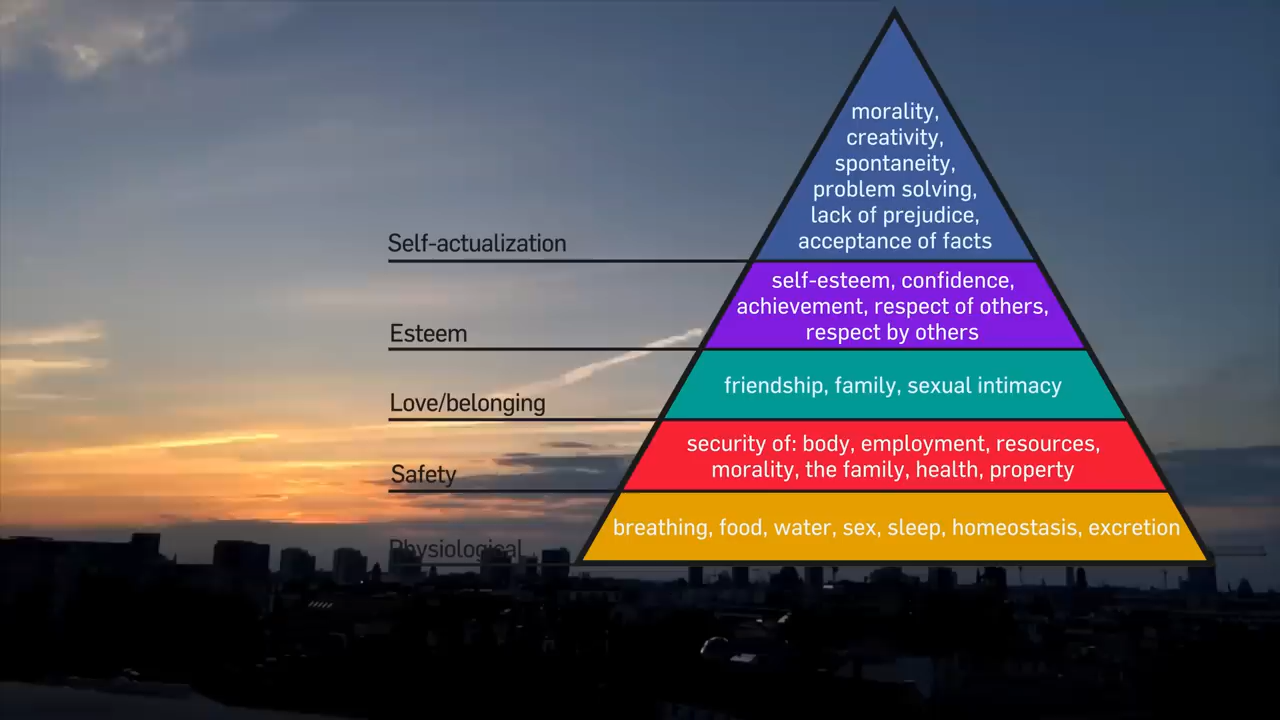 morality,
creativity,
spontaneity,
problem solving,
lack of prejudice,
acceptance of facts
Self-actualization
self-esteem, confidence,
achievement, respect of others,
respect by others
Esteem
friendship, family, sexual intimacy
Love/belonging
security of: body, employment, resources,
morality, the family, health, property
Safety
breathing, food, water, sex, sleep, homeostasis, excretion
Physiological